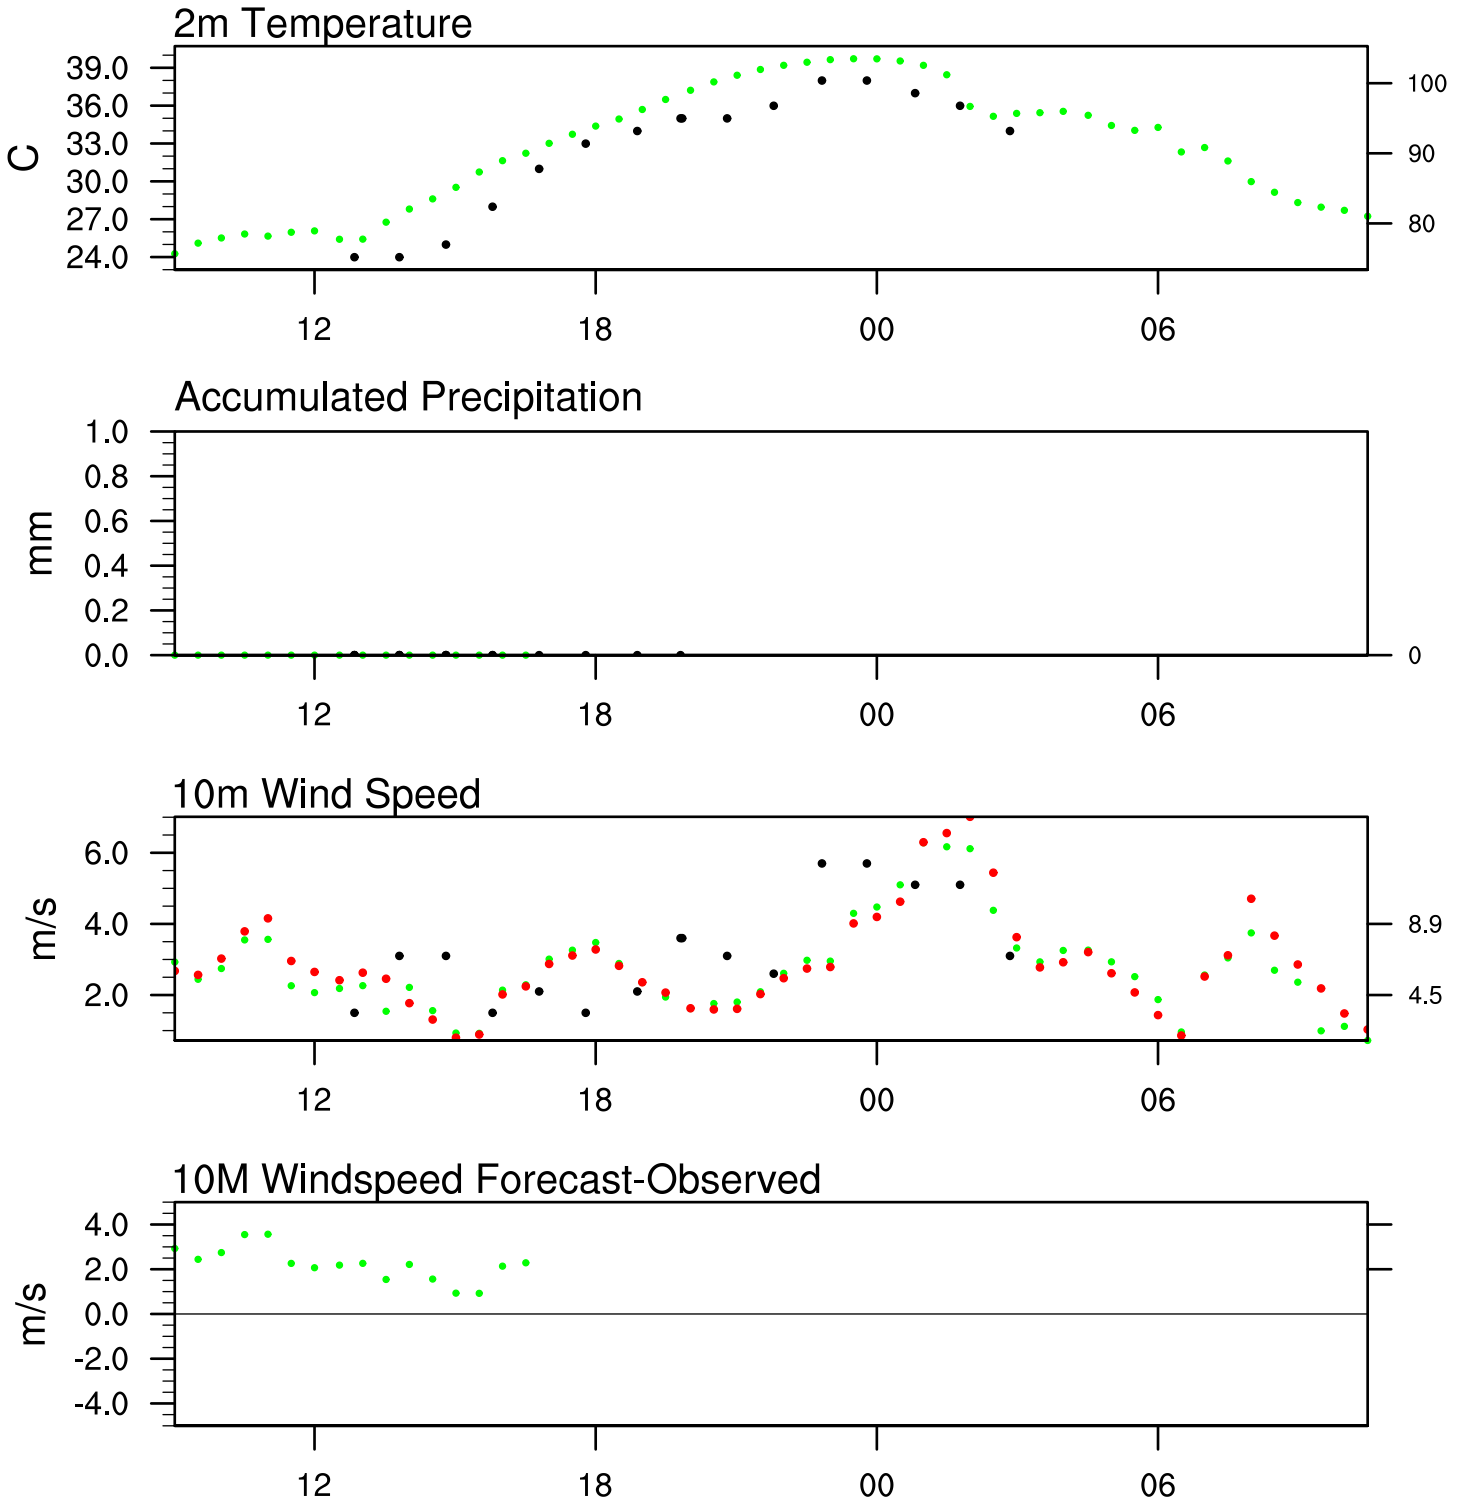 2m Temperature
39.0
36.0
33.0
30.0
27.0
24.0
C
100
90
80
12 18 00 06
Accumulated Precipitation
1.0
0.8
0.6
0.4
0.2
0.0
mm
0
12 18 00 06
10m Wind Speed
6.0
4.0
2.0
m/s
8.9
4.5
12 18 00 06
10M Windspeed Forecast-Observed
4.0
2.0
0.0
-2.0
-4.0
m/s
12 18 00 06